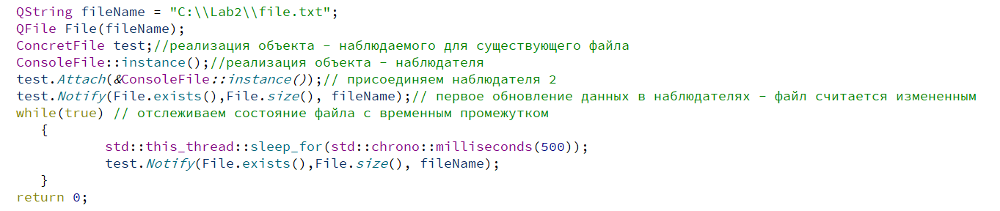 QString fileName = "C:\\Lab2\\file.txt";
QFile File(fileName);
ConcretFile test;//реализация объекта – наблюдаемого для существующего файла
ConsoleFile::instance();//реализация объекта – наблюдателя
test.Attach(&ConsoleFile::instance());// присоединяем наблюдателя 2
test.Notify(File.exists(),File.size(), fileName);// первое обновление данных в наблюдателях – файл считается измененным
while(true) // отслеживаем состояние файла с временным промежутком
{
std::this_thread::sleep_for(std::chrono::milliseconds(500));
test.Notify(File.exists(),File.size(), fileName);
}
return 0;